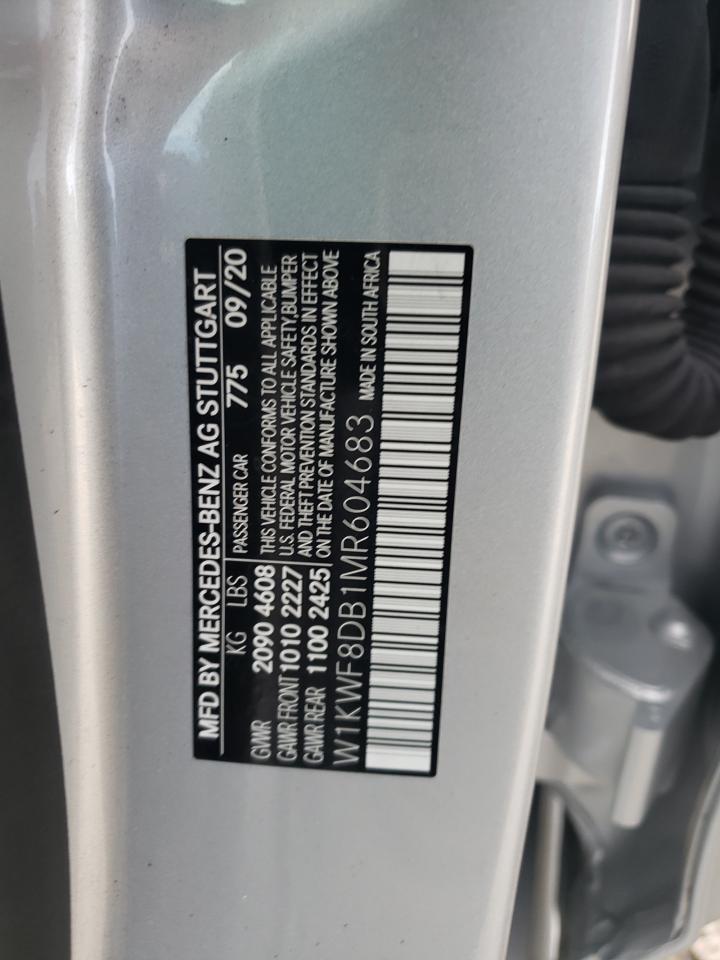 MFD BY MERCEDES-BENZ AG STUTTGART
KG LBS PASSENGER CAR 775 09/20
GVWR 2090 4608 THIS VEHICLE CONFORMS TO ALL APPLICABLE
GAWR FRONT 1010 2227 U.S. FEDERAL MOTOR VEHICLE SAFETY,BUMPER
GAWR REAR 1100 2425 AND THEFT PREVENTION STANDARDS IN EFFECT
ON THE DATE OF MANUFACTURE SHOWN ABOVE
W1KWF8DB1MR604683 MADE IN SOUTH AFRICA